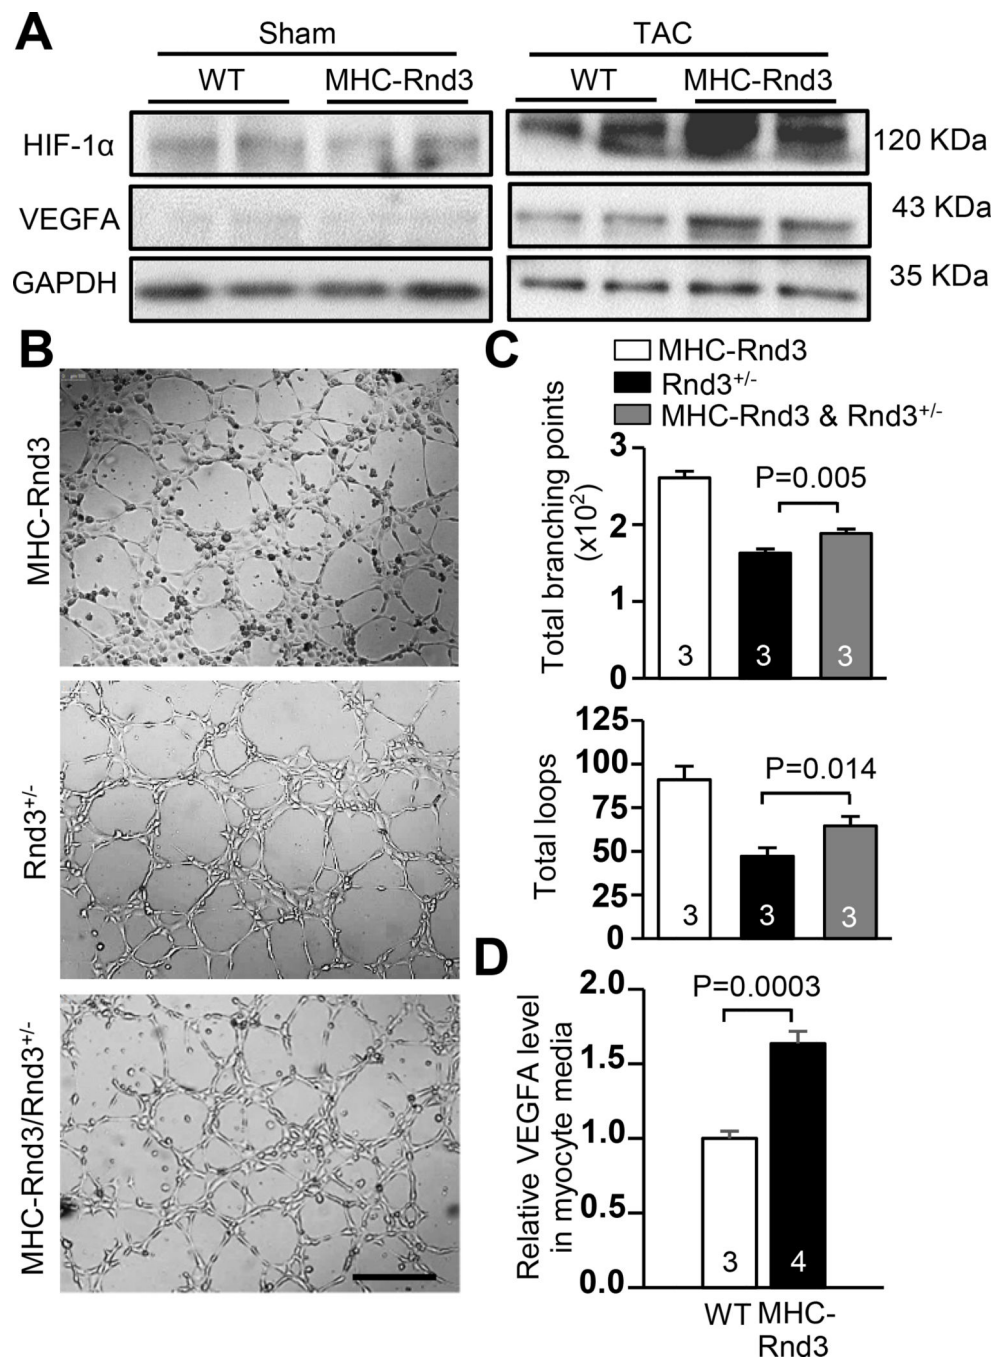 A
Sham
TAC
WT
MHC-Rnd3
WT
MHC-Rnd3
HIF-1α
120 KDa
VEGFA
43 KDa
GAPDH
35 KDa
B
MHC-Rnd3
Rnd3+/-
MHC-Rnd3/Rnd3+/-
C
MHC-Rnd3
Rnd3+/-
MHC-Rnd3 & Rnd3+/-
Total branching points
(x10²)
3
2
1
0
P=0.005
3
3
3
Total loops
125
100
75
50
25
0
P=0.014
3
3
3
D
Relative VEGFA level
in myocyte media
2.0
1.5
1.0
0.5
0.0
P=0.0003
3
4
WT
MHC-
Rnd3